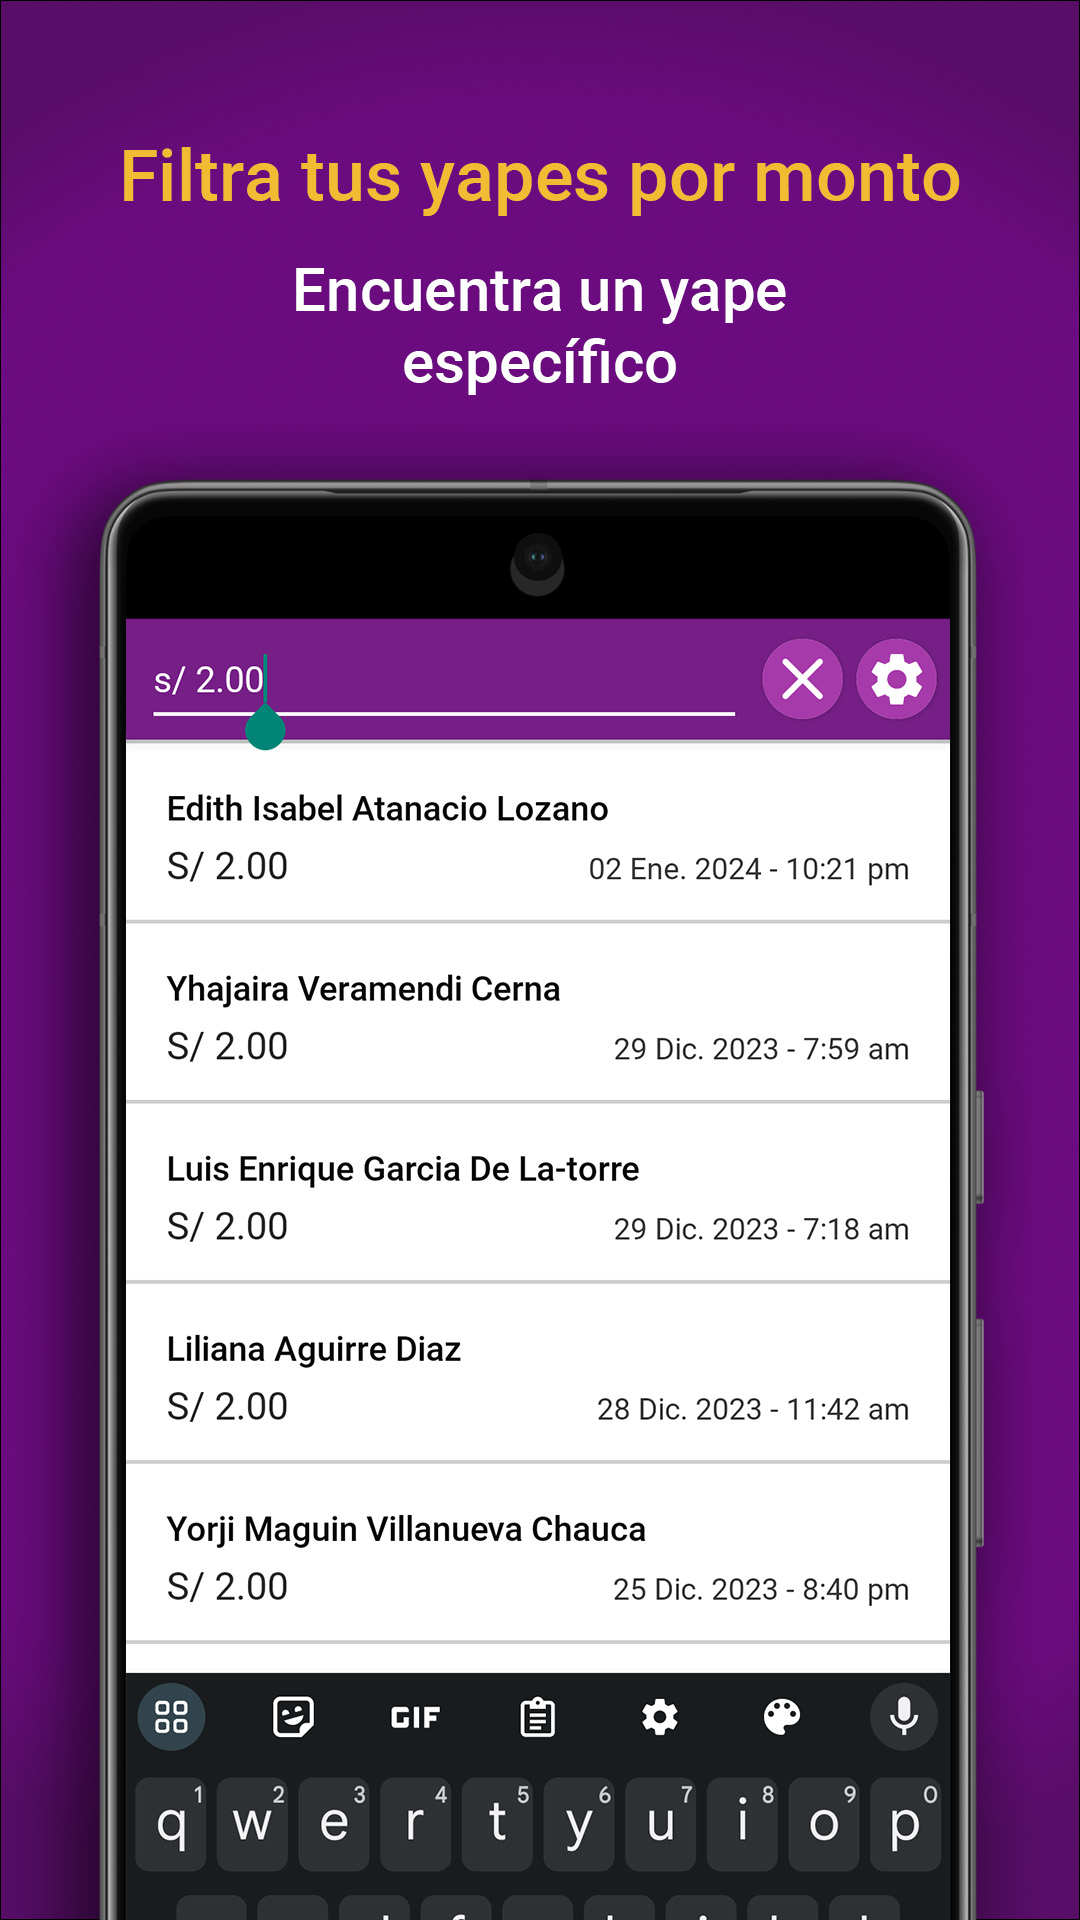 Filtra tus yapes por monto
Encuentra un yape
específico
s/ 2.00
Edith Isabel Atanacio Lozano
S/ 2.00 02 Ene. 2024 - 10:21 pm
Yhajaira Veramendi Cerna
S/ 2.00 29 Dic. 2023 - 7:59 am
Luis Enrique Garcia De La-torre
S/ 2.00 29 Dic. 2023 - 7:18 am
Liliana Aguirre Diaz
S/ 2.00 28 Dic. 2023 - 11:42 am
Yorji Maguin Villanueva Chauca
S/ 2.00 25 Dic. 2023 - 8:40 pm
GIF
q 1 w 2 e 3 r 4 t 5 y 6 u 7 i 8 o 9 p 0